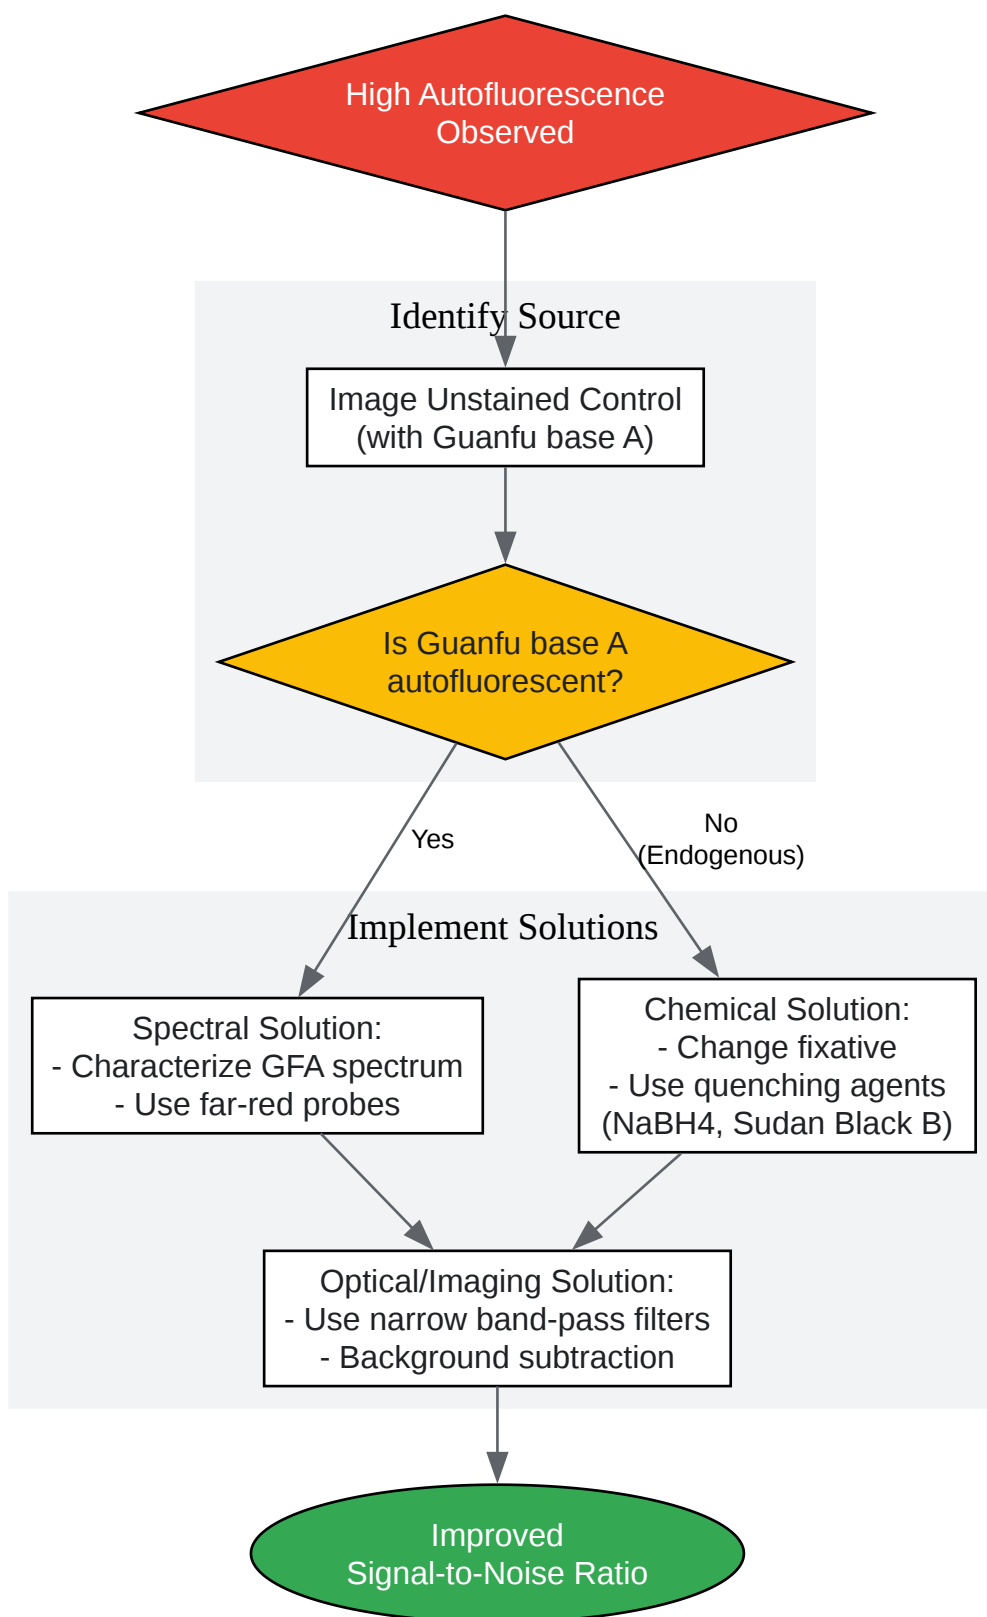 High Autofluorescence
Observed
Identify Source
Image Unstained Control
(with Guanfu base A)
Is Guanfu base A
autofluorescent?
Yes
No
(Endogenous)
Implement Solutions
Spectral Solution:
- Characterize GFA spectrum
- Use far-red probes
Chemical Solution:
- Change fixative
- Use quenching agents
(NaBH4, Sudan Black B)
Optical/Imaging Solution:
- Use narrow band-pass filters
- Background subtraction
Improved
Signal-to-Noise Ratio